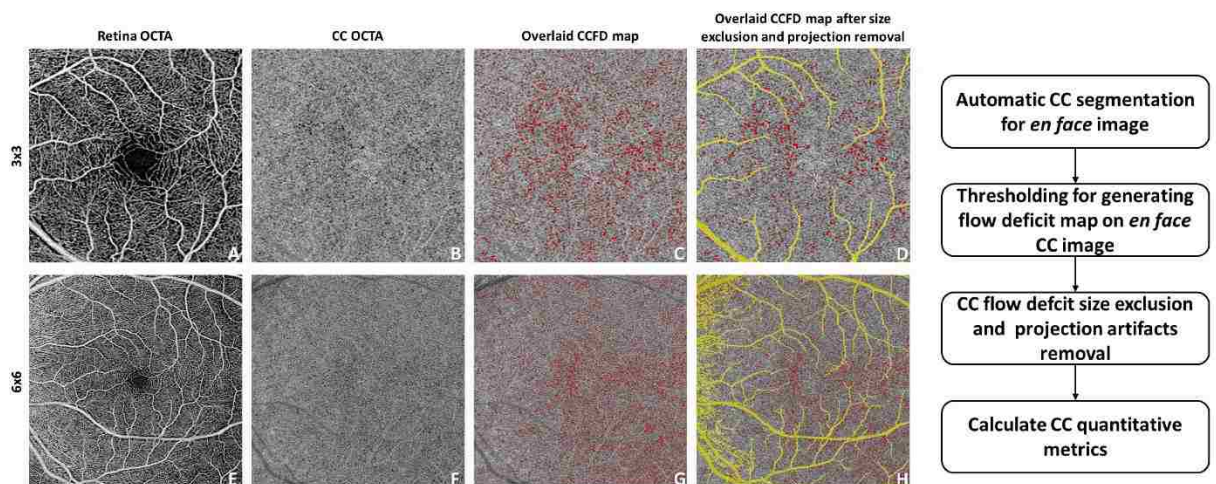 Retina OCTA
CC OCTA
Overlaid CCFD map
Overlaid CCFD map after size
exclusion and projection removal
3x3
A
B
C
D
6x6
E
F
G
H
Automatic CC segmentation
for en face image
Thresholding for generating
flow deficit map on en face
CC image
CC flow defcit size exclusion
and projection artifacts
removal
Calculate CC quantitative
metrics